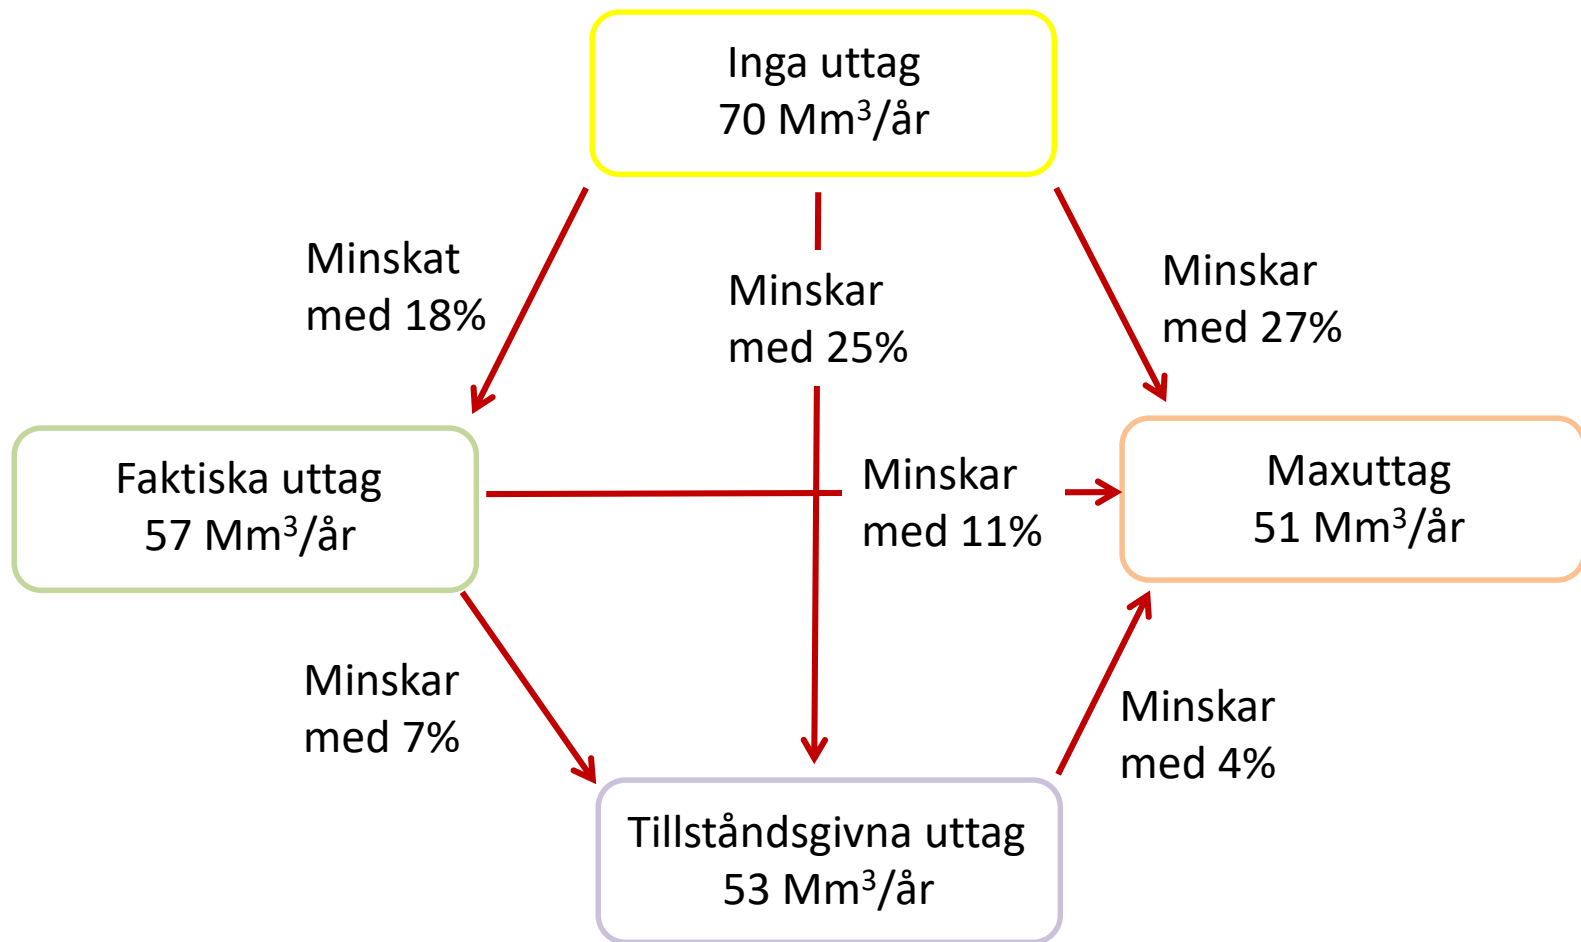 Inga uttag
70 Mm³/år
Minskat
med 18%
Minskar
med 25%
Minskar
med 27%
Faktiska uttag
57 Mm³/år
Minskar
med 11%
Maxuttag
51 Mm³/år
Minskar
med 7%
Minskar
med 4%
Tillståndsgivna uttag
53 Mm³/år